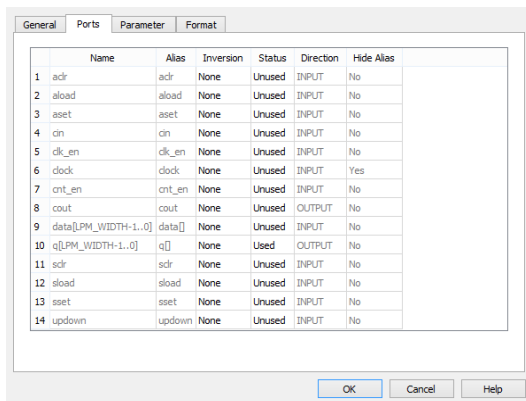 General Ports Parameter Format
Name Alias Inversion Status Direction Hide Alias
1 aclr aclr None Unused INPUT No
2 aload aload None Unused INPUT No
3 aset aset None Unused INPUT No
4 cin cin None Unused INPUT No
5 clk_en clk_en None Unused INPUT No
6 clock clock None Unused INPUT Yes
7 cnt_en cnt_en None Unused INPUT No
8 cout cout None Unused OUTPUT No
9 data[LPM_WIDTH-1..0] data[] None Unused INPUT No
10 q[LPM_WIDTH-1..0] q[] None Used OUTPUT No
11 sclr sclr None Unused INPUT No
12 sload sload None Unused INPUT No
13 sset sset None Unused INPUT No
14 updown updown None Unused INPUT No
OK Cancel Help